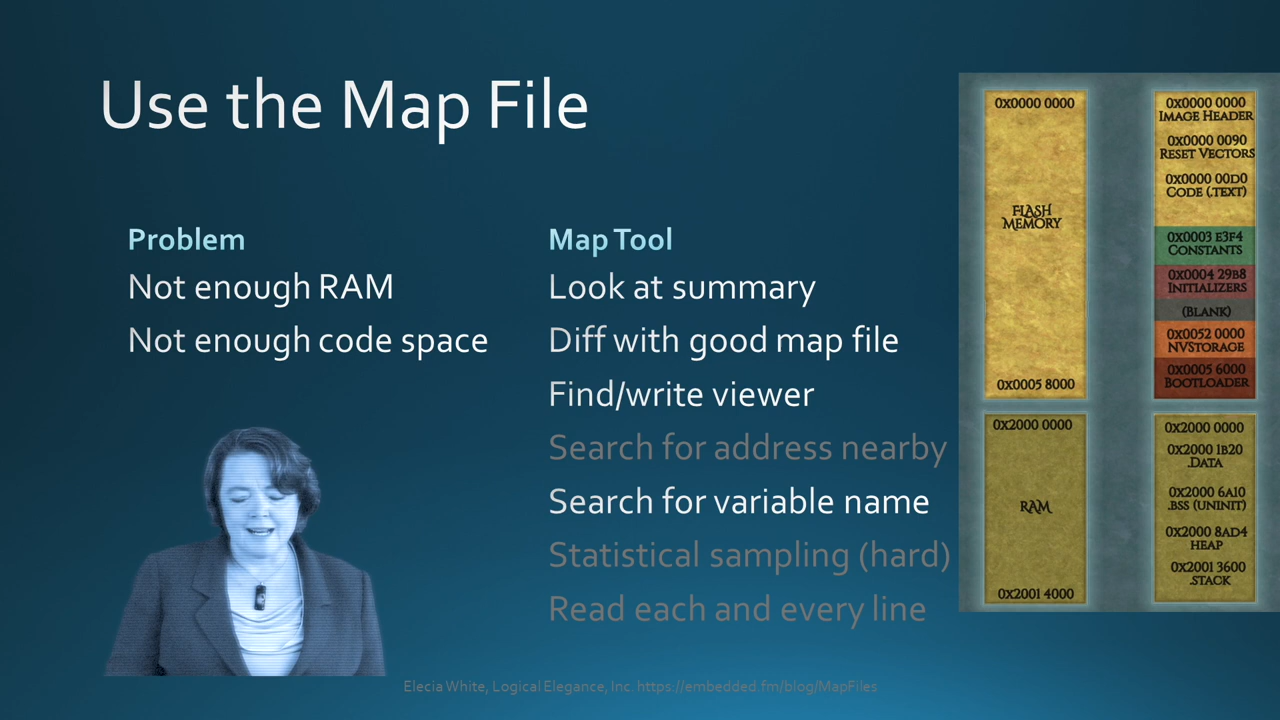 Use the Map File
Problem
Not enough RAM
Not enough code space
Map Tool
Look at summary
Diff with good map file
Find/write viewer
Search for address nearby
Search for variable name
Statistical sampling (hard)
Read each and every line
0x0000 0000
Flash
Memory
0x0005 8000
0x2000 0000
RAM
0x2001 4000
0x0000 0000
Image Header
0x0000 0090
Reset Vectors
0x0000 00D0
Code (.text)
0x0003 E3F4
Constants
0x0004 29B8
Initializers
(Blank)
0x0052 0000
NVStorage
0x0005 6000
Bootloader
0x2000 0000
0x2000 1B20
.Data
0x2000 6A10
.BSS (uninit)
0x2000 8AD4
Heap
0x2001 3600
.Stack
Elecia White, Logical Elegance, Inc. https://embedded.fm/blog/MapFiles